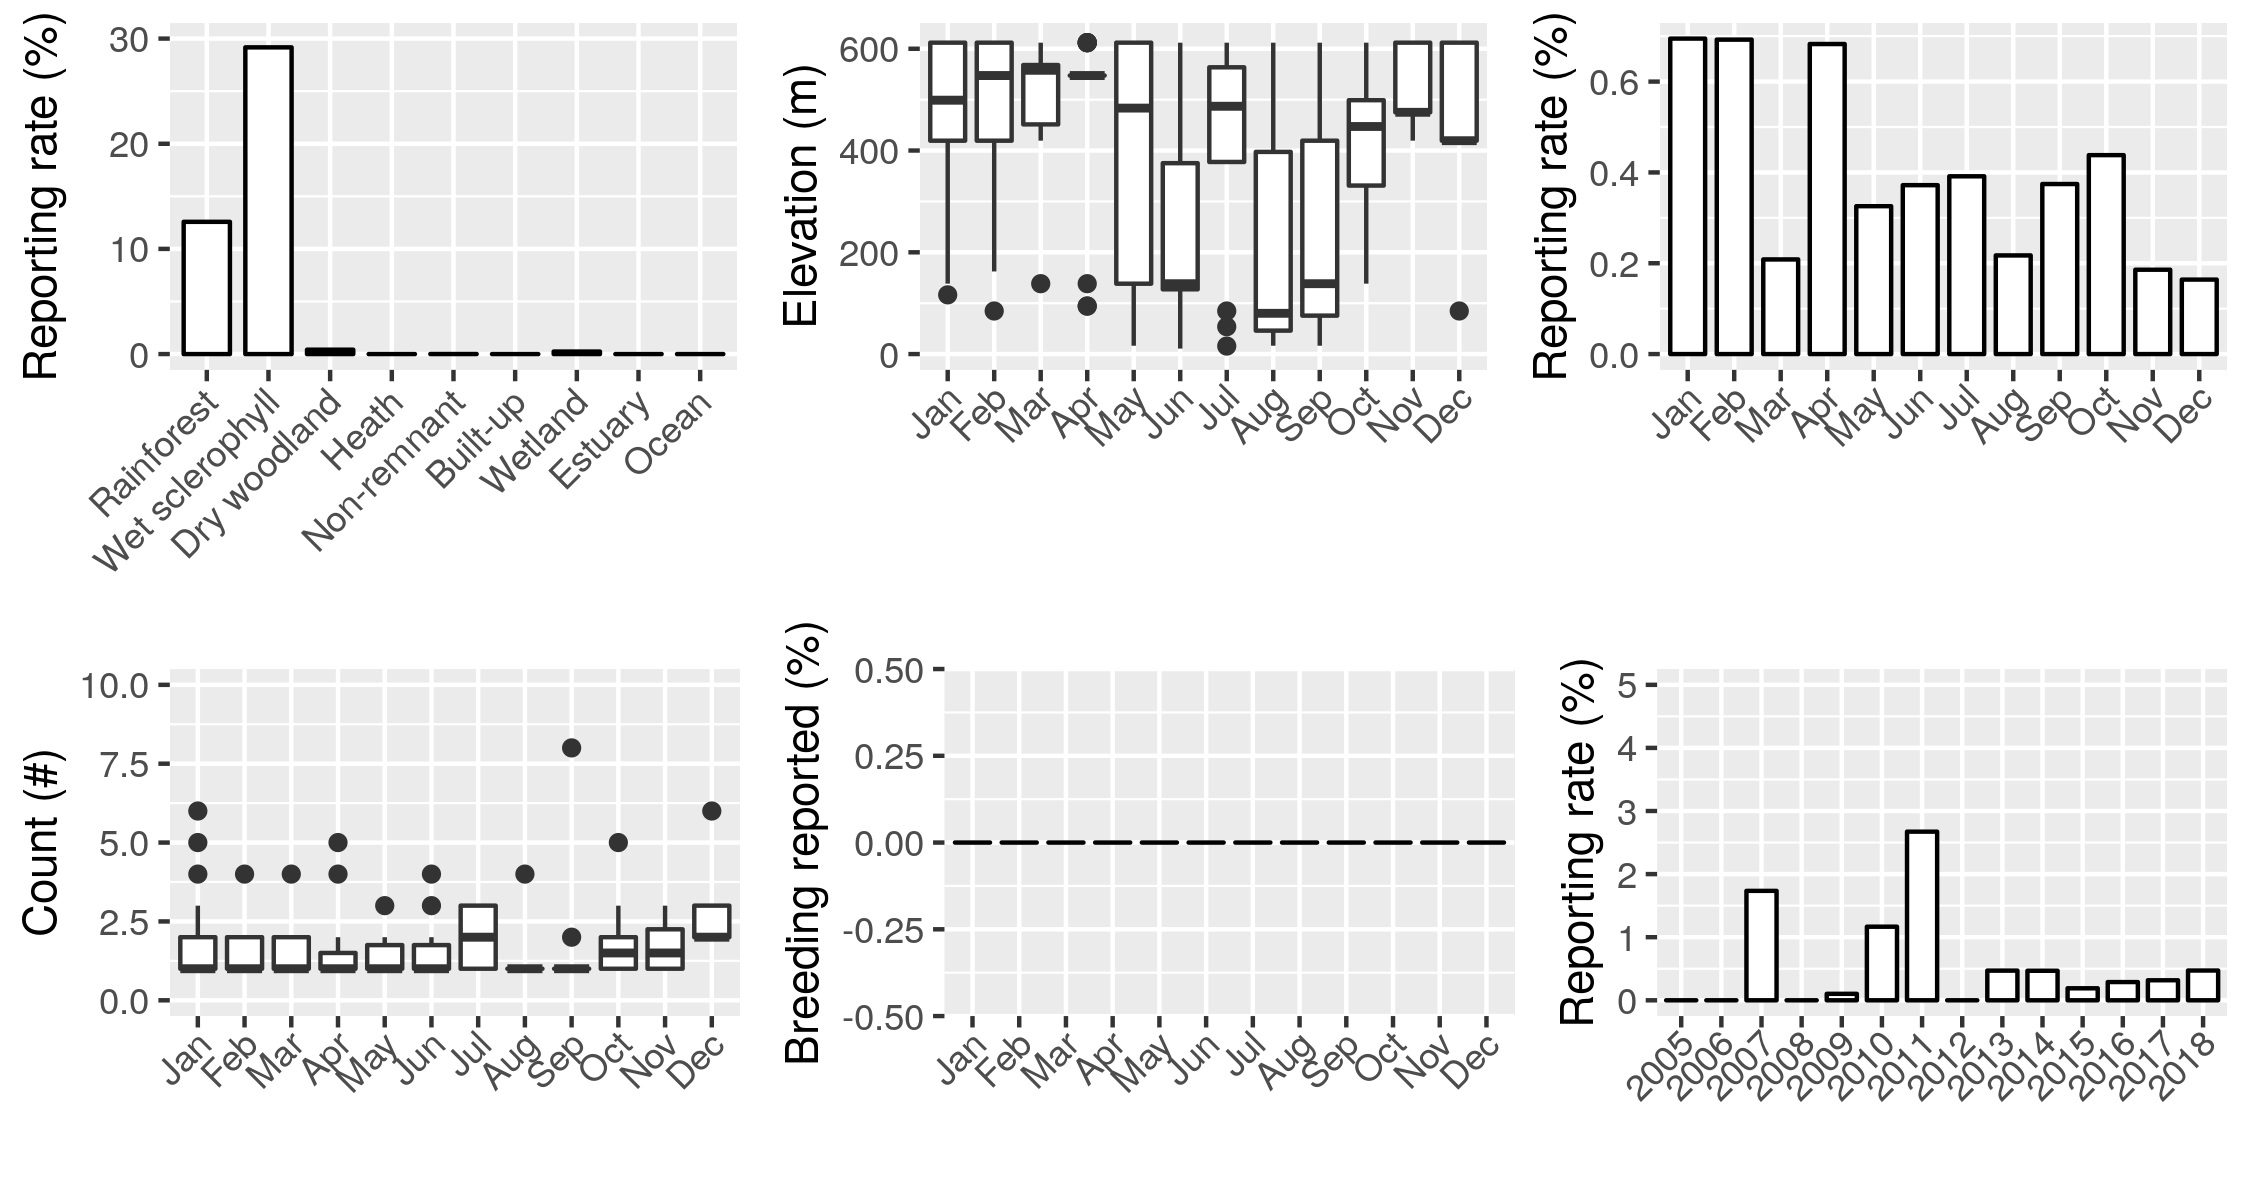 Reporting rate (%)
30
20
10
0
Rainforest
Wet sclerophyll
Dry woodland
Heath
Non-remnant
Built-up
Wetland
Estuary
Ocean
Elevation (m)
600
400
200
0
Jan
Feb
Mar
Apr
May
Jun
Jul
Aug
Sep
Oct
Nov
Dec
Reporting rate (%)
0.6
0.4
0.2
0.0
Jan
Feb
Mar
Apr
May
Jun
Jul
Aug
Sep
Oct
Nov
Dec
Count (#)
10.0
7.5
5.0
2.5
0.0
Jan
Feb
Mar
Apr
May
Jun
Jul
Aug
Sep
Oct
Nov
Dec
Breeding reported (%)
0.50
0.25
0.00
-0.25
-0.50
Jan
Feb
Mar
Apr
May
Jun
Jul
Aug
Sep
Oct
Nov
Dec
Reporting rate (%)
5
4
3
2
1
0
2005
2006
2007
2008
2009
2010
2011
2012
2013
2014
2015
2016
2017
2018